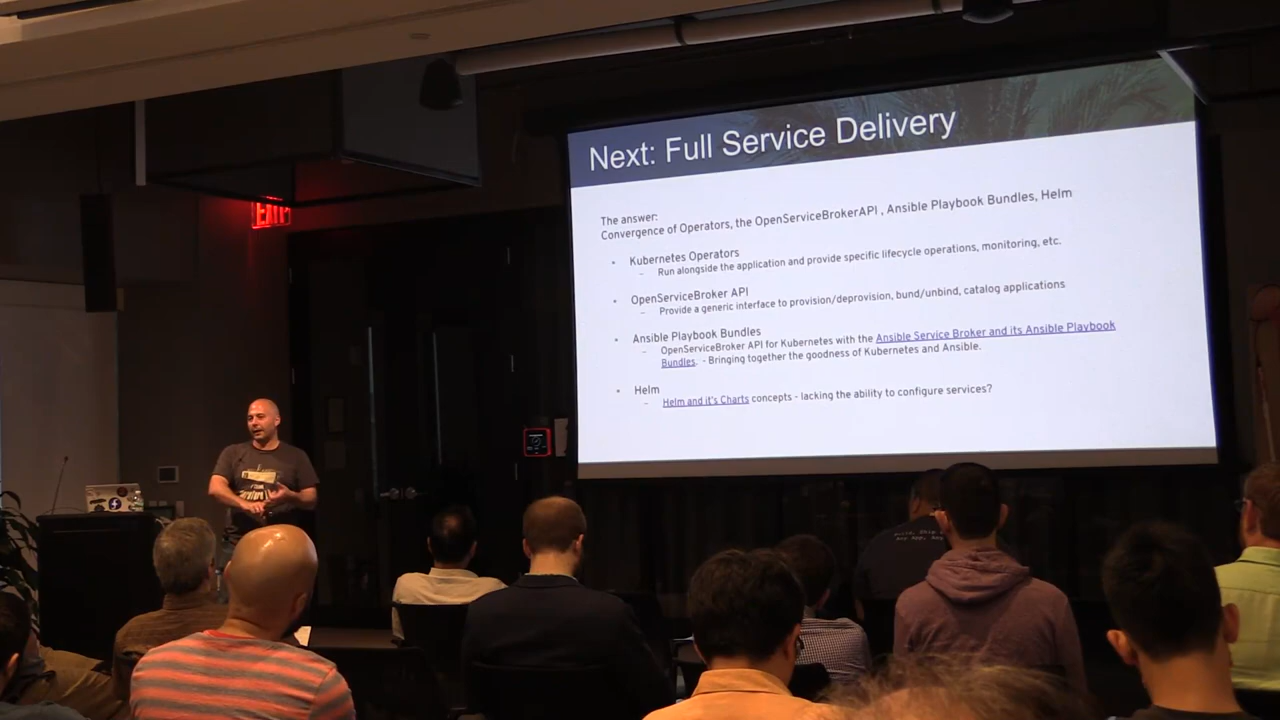 Next: Full Service Delivery
The answer:
Convergence of Operators, the OpenServiceBrokerAPI , Ansible Playbook Bundles, Helm
Kubernetes Operators
Run alongside the application and provide specific lifecycle operations, monitoring, etc.
OpenServiceBroker API
Provide a generic interface to provision/deprovision, bund/unbind, catalog applications
Ansible Playbook Bundles
OpenServiceBroker API for Kubernetes with the Ansible Service Broker and its Ansible Playbook
Bundles. - Bringing together the goodness of Kubernetes and Ansible.
Helm
Helm and it's Charts concepts - lacking the ability to configure services?
EXIT